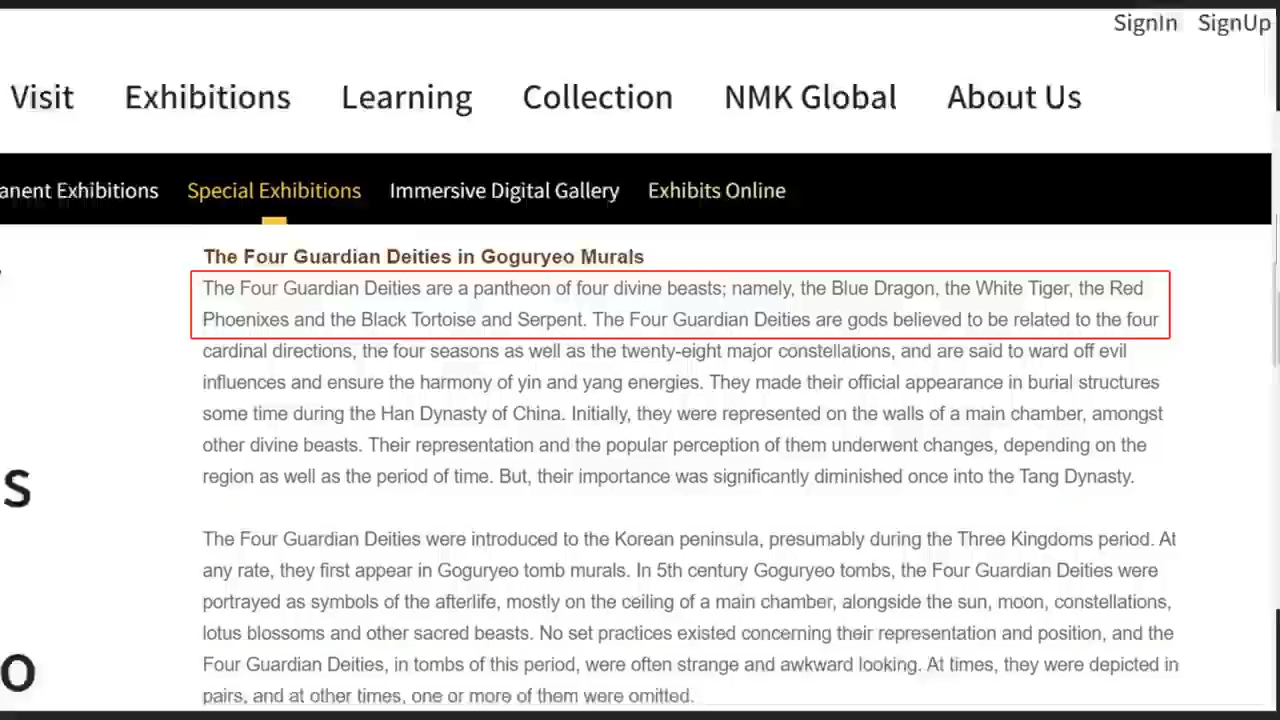 SignIn SignUp
Visit Exhibitions Learning Collection NMK Global About Us
anent Exhibitions Special Exhibitions Immersive Digital Gallery Exhibits Online
The Four Guardian Deities in Goguryeo Murals
The Four Guardian Deities are a pantheon of four divine beasts; namely, the Blue Dragon, the White Tiger, the Red
Phoenixes and the Black Tortoise and Serpent. The Four Guardian Deities are gods believed to be related to the four
cardinal directions, the four seasons as well as the twenty-eight major constellations, and are said to ward off evil
influences and ensure the harmony of yin and yang energies. They made their official appearance in burial structures
some time during the Han Dynasty of China. Initially, they were represented on the walls of a main chamber, amongst
other divine beasts. Their representation and the popular perception of them underwent changes, depending on the
region as well as the period of time. But, their importance was significantly diminished once into the Tang Dynasty.
s
The Four Guardian Deities were introduced to the Korean peninsula, presumably during the Three Kingdoms period. At
any rate, they first appear in Goguryeo tomb murals. In 5th century Goguryeo tombs, the Four Guardian Deities were
portrayed as symbols of the afterlife, mostly on the ceiling of a main chamber, alongside the sun, moon, constellations,
lotus blossoms and other sacred beasts. No set practices existed concerning their representation and position, and the
Four Guardian Deities, in tombs of this period, were often strange and awkward looking. At times, they were depicted in
o
pairs, and at other times, one or more of them were omitted.